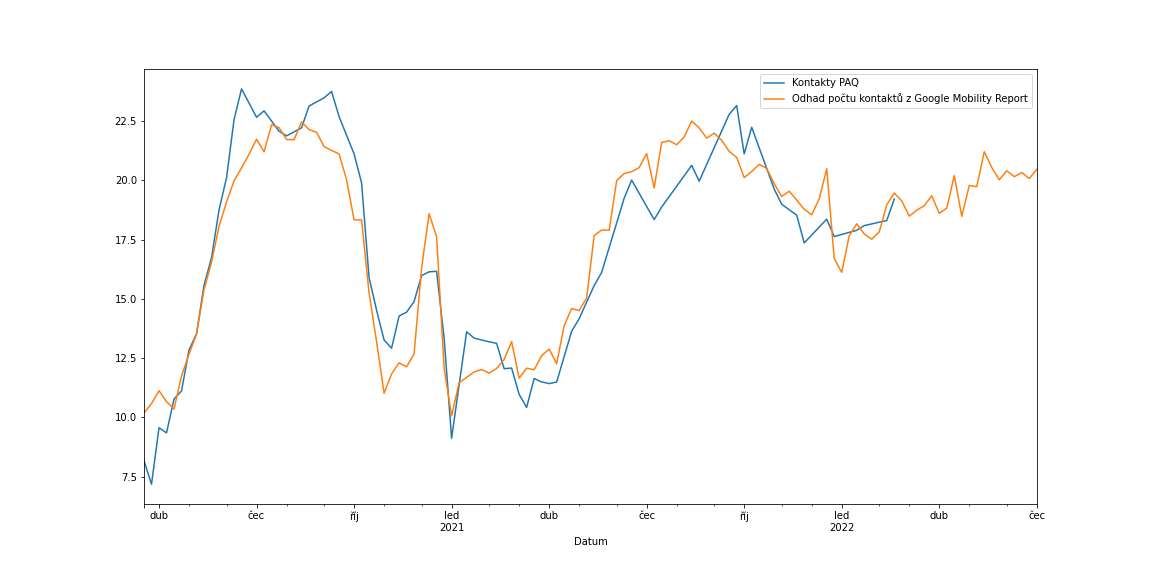 Kontakty PAQ
Odhad počtu kontaktů z Google Mobility Report
22.5
20.0
17.5
15.0
12.5
10.0
7.5
dub čec říj led dub čec říj led dub čec
2021 2022
Datum